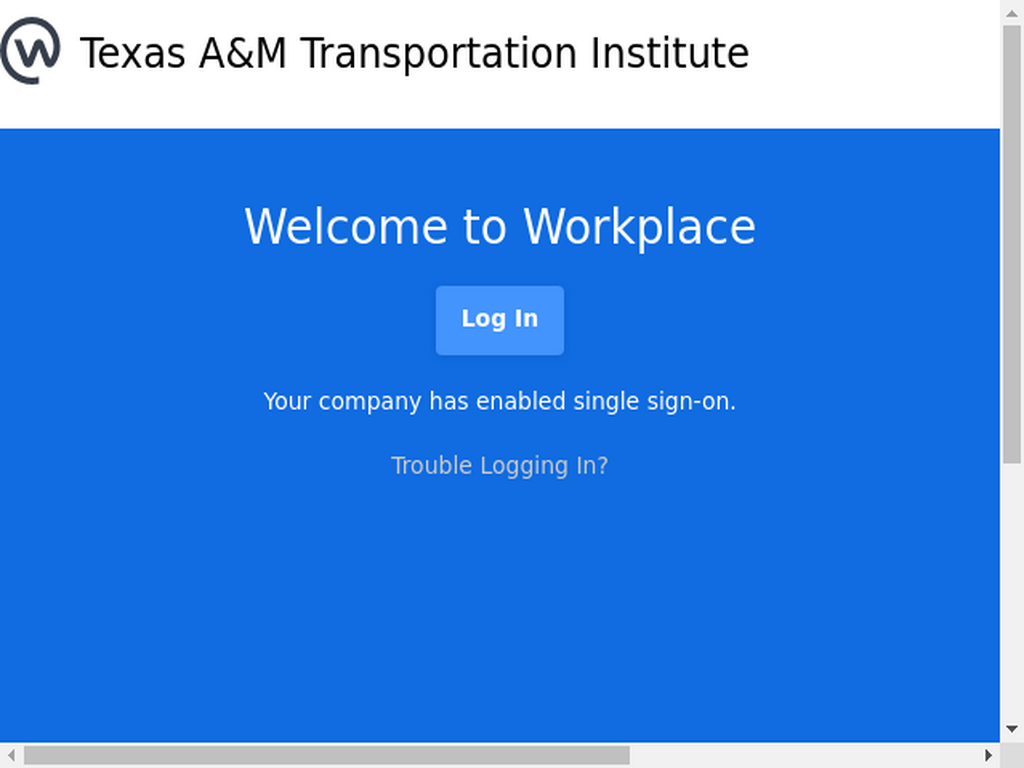 Texas A&M Transportation Institute
Welcome to Workplace
Log In
Your company has enabled single sign-on.
Trouble Logging In?